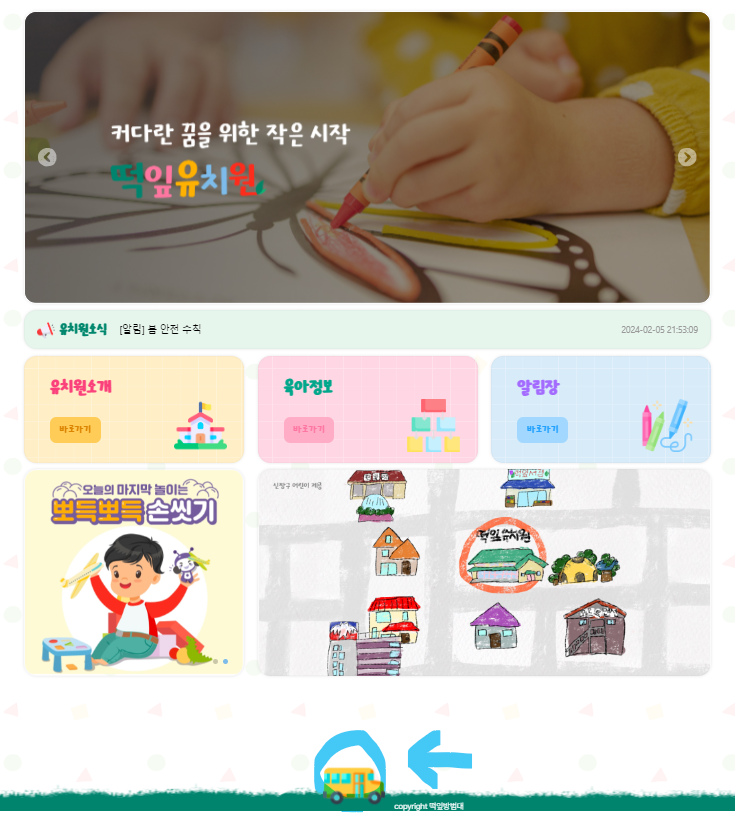 커다란 꿈을 위한 작은 시작
떡잎유치원
유치원소식 [알림] 봄 안전 수칙 2024-02-05 21:53:09
유치원소개
바로가기
육아정보
바로가기
알림장
바로가기
오늘의 마지막 놀이는
뽀득뽀득 손씻기
신짱구 어린이 제공
떡잎유치원
copyright 떡잎방범대